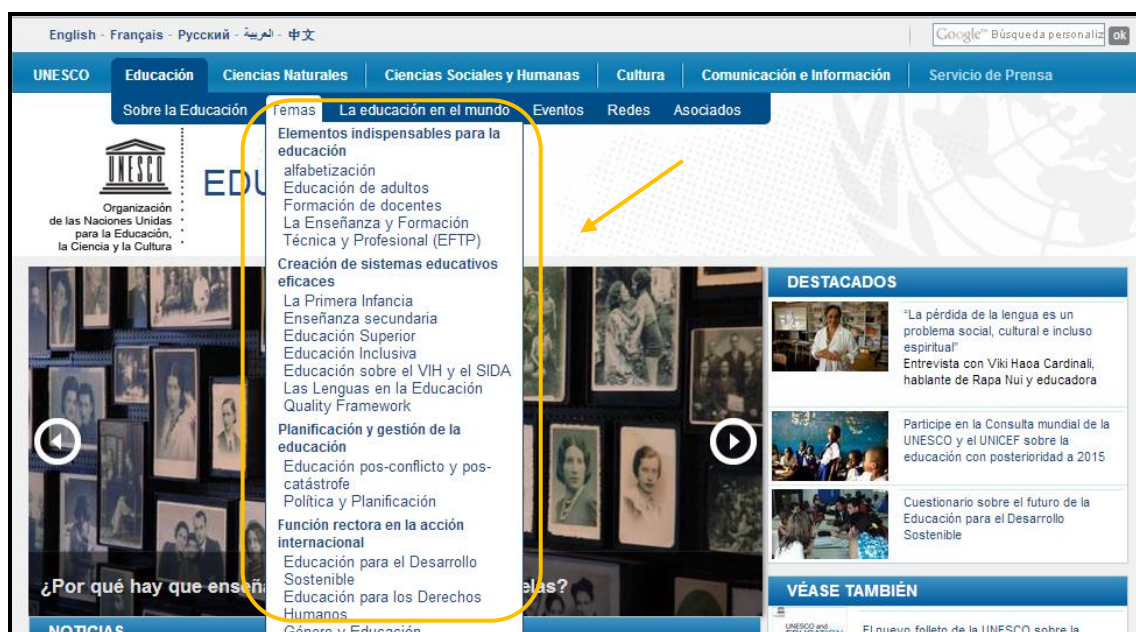 English - Français - Русский - العربية - 中文
Google™ Búsqueda personaliz ok
UNESCO Educación Ciencias Naturales Ciencias Sociales y Humanas Cultura Comunicación e Información Servicio de Prensa
Sobre la Educación Temas La educación en el mundo Eventos Redes Asociados
UNESCO
Organización
de las Naciones Unidas
para la Educación,
la Ciencia y la Cultura
EDU
Elementos indispensables para la
educación
alfabetización
Educación de adultos
Formación de docentes
La Enseñanza y Formación
Técnica y Profesional (EFTP)
Creación de sistemas educativos
eficaces
La Primera Infancia
Enseñanza secundaria
Educación Superior
Educación Inclusiva
Educación sobre el VIH y el SIDA
Las Lenguas en la Educación
Quality Framework
Planificación y gestión de la
educación
Educación pos-conflicto y pos-
catástrofe
Política y Planificación
Función rectora en la acción
internacional
Educación para el Desarrollo
Sostenible
Educación para los Derechos
Humanos
Género y Educación
¿Por qué hay que enseña elas?
NOTICIAS
DESTACADOS
“La pérdida de la lengua es un
problema social, cultural e incluso
espiritual”
Entrevista con Viki Haoa Cardinali,
hablante de Rapa Nui y educadora
Participe en la Consulta mundial de la
UNESCO y el UNICEF sobre la
educación con posterioridad a 2015
Cuestionario sobre el futuro de la
Educación para el Desarrollo
Sostenible
VÉASE TAMBIÉN
UNESCO and
EDUCATION
El nuevo folleto de la UNESCO sobre la